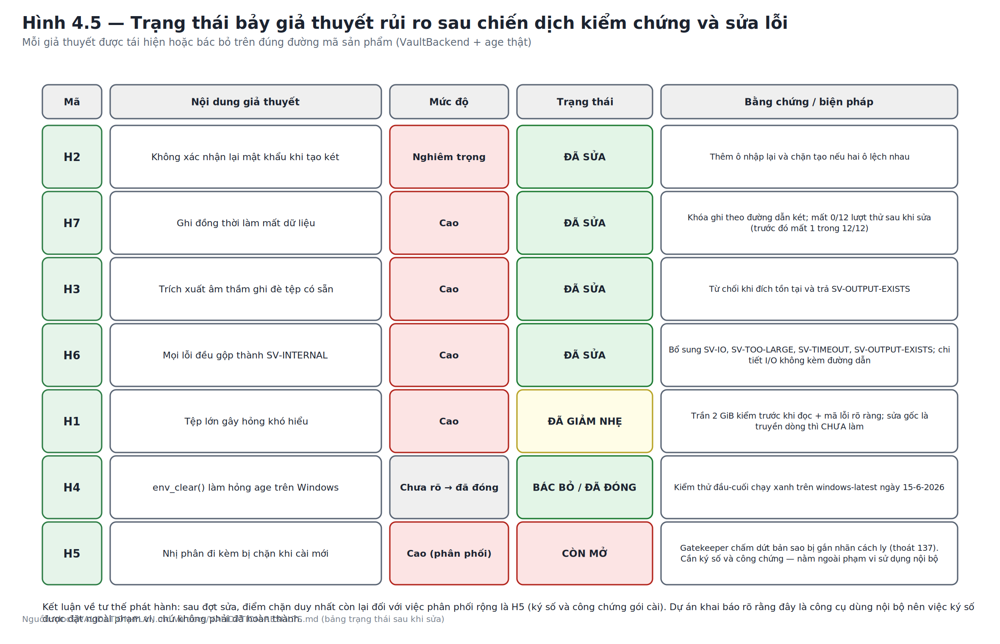 Hình 4.5 — Trạng thái bảy giả thuyết rủi ro sau chiến dịch kiểm chứng và sửa lỗi
Mỗi giả thuyết được tái hiện hoặc bác bỏ trên đúng đường mã sản phẩm (VaultBackend + age thật)
Mã
Nội dung giả thuyết
Mức độ
Trạng thái
Bằng chứng / biện pháp
H2
Không xác nhận lại mật khẩu khi tạo két
Nghiêm trọng
ĐÃ SỬA
Thêm ô nhập lại và chặn tạo nếu hai ô lệch nhau
H7
Ghi đồng thời làm mất dữ liệu
Cao
ĐÃ SỬA
Khóa ghi theo đường dẫn két; mất 0/12 lượt thử sau khi sửa
(trước đó mất 1 trong 12/12)
H3
Trích xuất âm thầm ghi đè tệp có sẵn
Cao
ĐÃ SỬA
Từ chối khi đích tồn tại và trả SV-OUTPUT-EXISTS
H6
Mọi lỗi đều gộp thành SV-INTERNAL
Cao
ĐÃ SỬA
Bổ sung SV-IO, SV-TOO-LARGE, SV-TIMEOUT, SV-OUTPUT-EXISTS; chi
tiết I/O không kèm đường dẫn
H1
Tệp lớn gây hỏng khó hiểu
Cao
ĐÃ GIẢM NHẸ
Trần 2 GiB kiểm trước khi đọc + mã lỗi rõ ràng; sửa gốc là
truyền dòng thì CHƯA làm
H4
env_clear() làm hỏng age trên Windows
Chưa rõ → đã đóng
BÁC BỎ / ĐÃ ĐÓNG
Kiểm thử đầu-cuối chạy xanh trên windows-latest ngày 15-6-2026
H5
Nhị phân đi kèm bị chặn khi cài mới
Cao (phân phối)
CÒN MỞ
Gatekeeper chấm dứt bản sao bị gắn nhãn cách ly (thoát 137).
Cần ký số và công chứng — nằm ngoài phạm vi sử dụng nội bộ
Kết luận về tư thế phát hành: sau đợt sửa, điểm chặn duy nhất còn lại đối với việc phân phối rộng là H5 (ký số và công chứng gói cài). Dự án khai báo rõ rằng đây là công cụ dùng nội bộ nên việc ký số
được đặt ngoài phạm vi, chứ không phải đã hoàn thành.
Nguồn: docs/VALIDATION-PLAN.md và docs/VALIDATION-RESULTS.md (bảng trạng thái sau khi sửa)